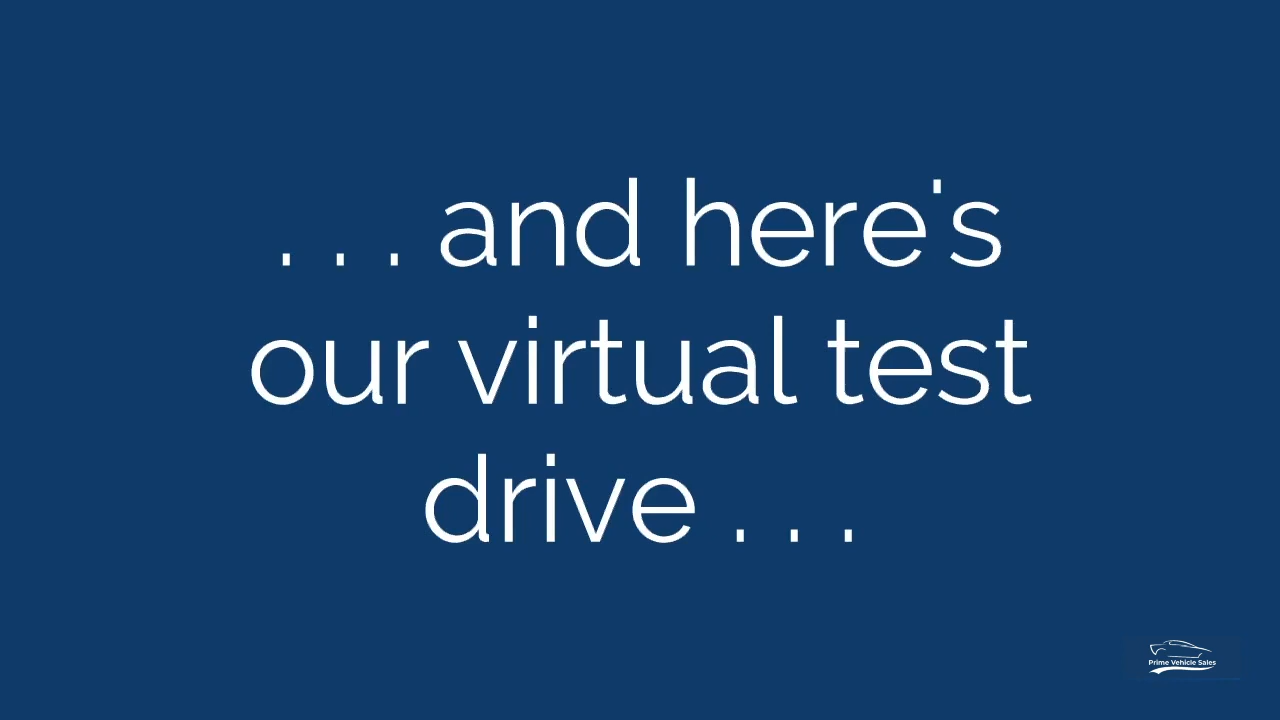 . . . and here's
our virtual test
drive . . .
Prime Vehicle Sales